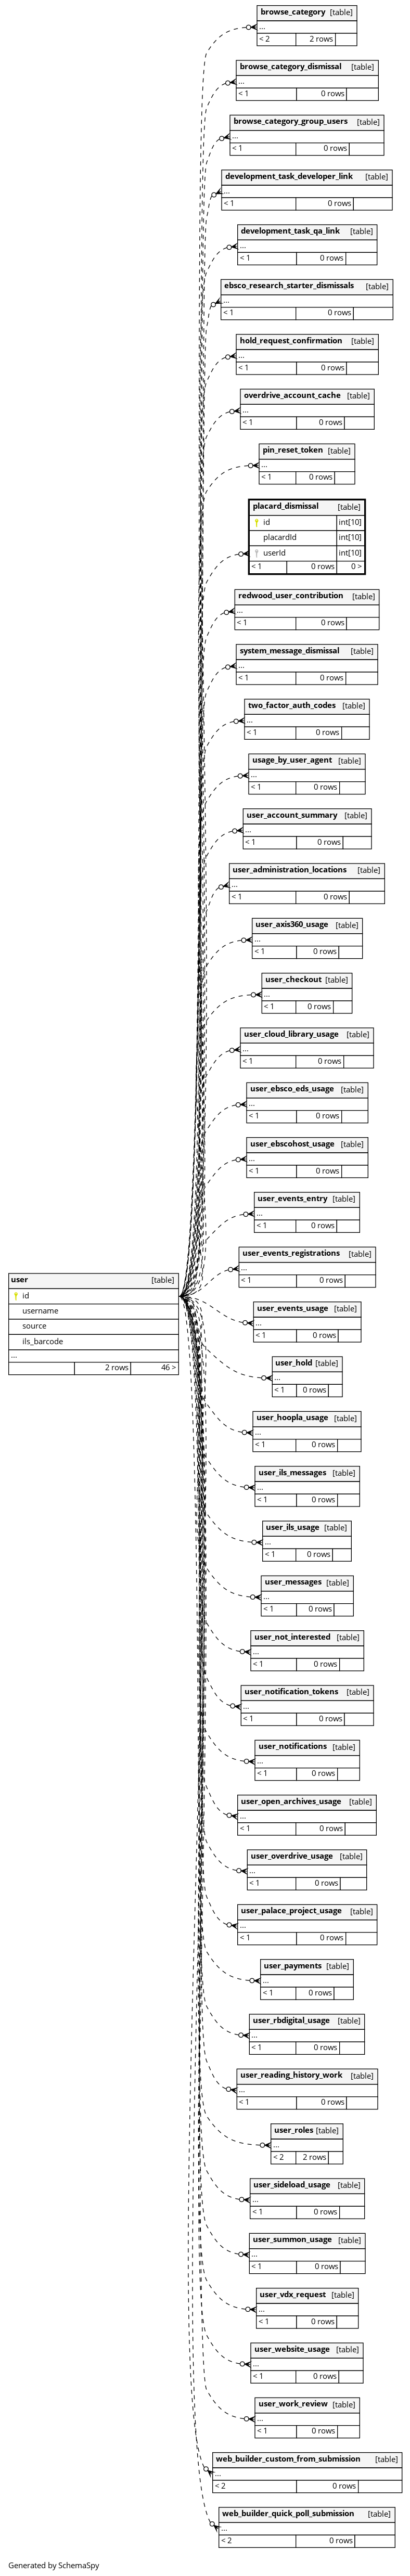 browse_category [table]
...
< 2 2 rows
browse_category_dismissal [table]
...
< 1 0 rows
browse_category_group_users [table]
...
< 1 0 rows
development_task_developer_link [table]
...
< 1 0 rows
development_task_qa_link [table]
...
< 1 0 rows
ebsco_research_starter_dismissals [table]
...
< 1 0 rows
hold_request_confirmation [table]
...
< 1 0 rows
overdrive_account_cache [table]
...
< 1 0 rows
pin_reset_token [table]
...
< 1 0 rows
placard_dismissal [table]
id int[10]
placardId int[10]
userId int[10]
< 1 0 rows 0 >
redwood_user_contribution [table]
...
< 1 0 rows
system_message_dismissal [table]
...
< 1 0 rows
two_factor_auth_codes [table]
...
< 1 0 rows
usage_by_user_agent [table]
...
< 1 0 rows
user_account_summary [table]
...
< 1 0 rows
user_administration_locations [table]
...
< 1 0 rows
user_axis360_usage [table]
...
< 1 0 rows
user_checkout [table]
...
< 1 0 rows
user_cloud_library_usage [table]
...
< 1 0 rows
user_ebsco_eds_usage [table]
...
< 1 0 rows
user_ebscohost_usage [table]
...
< 1 0 rows
user_events_entry [table]
...
< 1 0 rows
user_events_registrations [table]
...
< 1 0 rows
user [table]
id
username
source
ils_barcode
...
2 rows 46 >
user_events_usage [table]
...
< 1 0 rows
user_hold [table]
...
< 1 0 rows
user_hoopla_usage [table]
...
< 1 0 rows
user_ils_messages [table]
...
< 1 0 rows
user_ils_usage [table]
...
< 1 0 rows
user_messages [table]
...
< 1 0 rows
user_not_interested [table]
...
< 1 0 rows
user_notification_tokens [table]
...
< 1 0 rows
user_notifications [table]
...
< 1 0 rows
user_open_archives_usage [table]
...
< 1 0 rows
user_overdrive_usage [table]
...
< 1 0 rows
user_palace_project_usage [table]
...
< 1 0 rows
user_payments [table]
...
< 1 0 rows
user_rbdigital_usage [table]
...
< 1 0 rows
user_reading_history_work [table]
...
< 1 0 rows
user_roles [table]
...
< 2 2 rows
user_sideload_usage [table]
...
< 1 0 rows
user_summon_usage [table]
...
< 1 0 rows
user_vdx_request [table]
...
< 1 0 rows
user_website_usage [table]
...
< 1 0 rows
user_work_review [table]
...
< 1 0 rows
web_builder_custom_from_submission [table]
...
< 2 0 rows
web_builder_quick_poll_submission [table]
...
< 2 0 rows
Generated by SchemaSpy